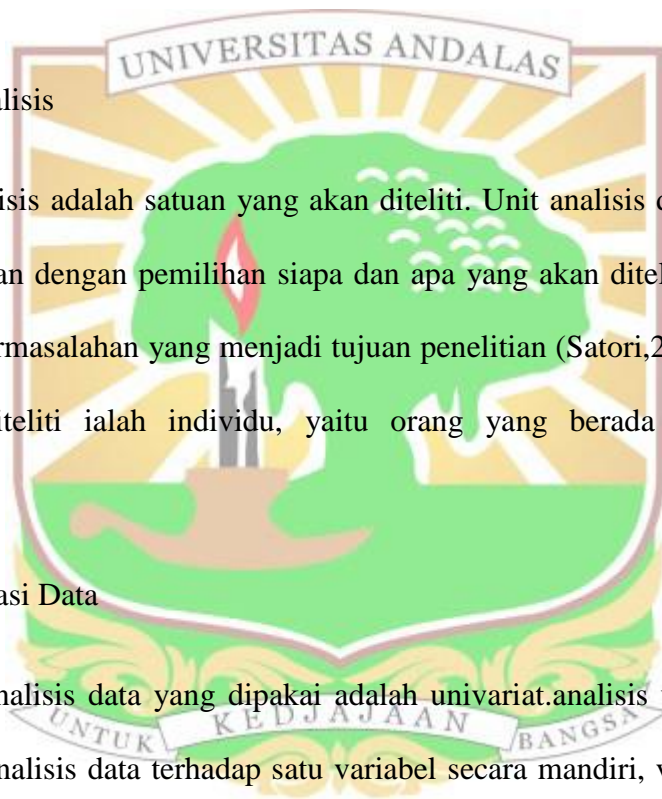 UNIVERSITAS ANDALAS
alisis
isis adalah satuan yang akan diteliti. Unit analisis
an dengan pemilihan siapa dan apa yang akan ditel
rmasalahan yang menjadi tujuan penelitian (Satori,2
iteliti ialah individu, yaitu orang yang berada
asi Data
nalisis data yang dipakai adalah univariat.analisis
UNTUK KEDJAJAAN BANGSA
nalisis data terhadap satu variabel secara mandiri,